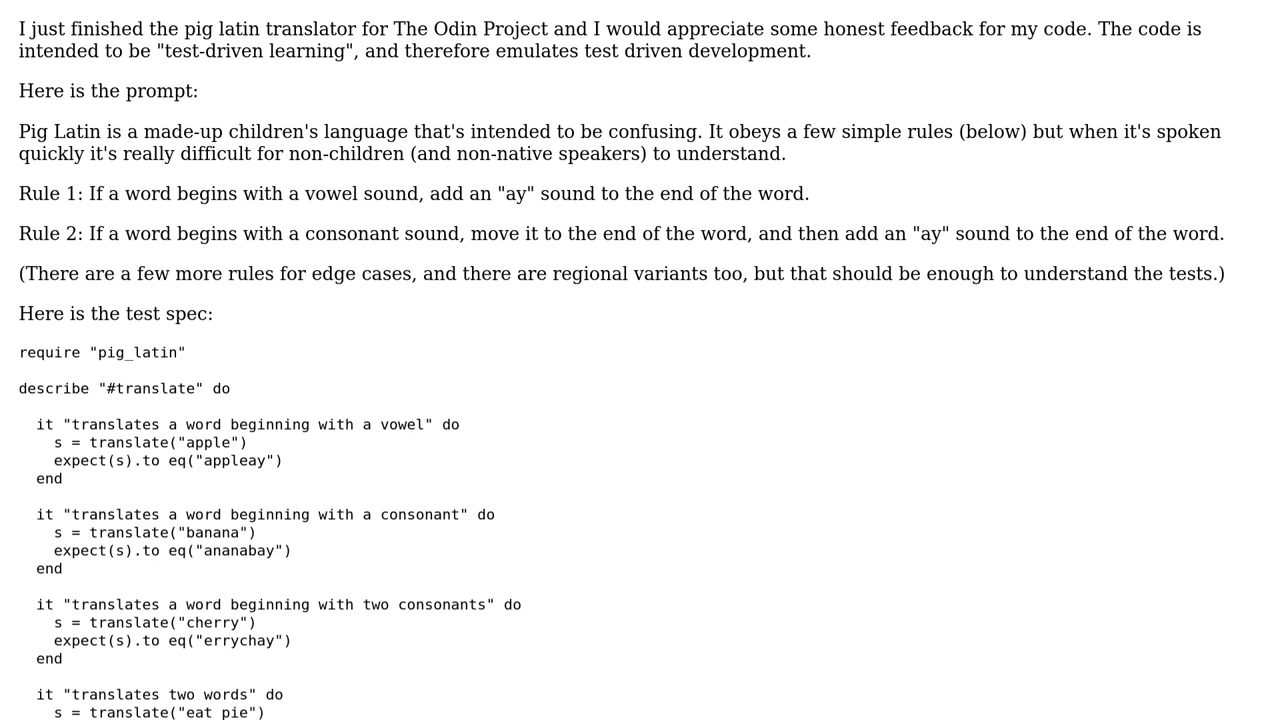 I just finished the pig latin translator for The Odin Project and I would appreciate some honest feedback for my code. The code is
intended to be "test-driven learning", and therefore emulates test driven development.
Here is the prompt:
Pig Latin is a made-up children's language that's intended to be confusing. It obeys a few simple rules (below) but when it's spoken
quickly it's really difficult for non-children (and non-native speakers) to understand.
Rule 1: If a word begins with a vowel sound, add an "ay" sound to the end of the word.
Rule 2: If a word begins with a consonant sound, move it to the end of the word, and then add an "ay" sound to the end of the word.
(There are a few more rules for edge cases, and there are regional variants too, but that should be enough to understand the tests.)
Here is the test spec:
require "pig_latin"
describe "#translate" do
  it "translates a word beginning with a vowel" do
    s = translate("apple")
    expect(s).to eq("appleay")
  end
  it "translates a word beginning with a consonant" do
    s = translate("banana")
    expect(s).to eq("ananabay")
  end
  it "translates a word beginning with two consonants" do
    s = translate("cherry")
    expect(s).to eq("errychay")
  end
  it "translates two words" do
    s = translate("eat pie")